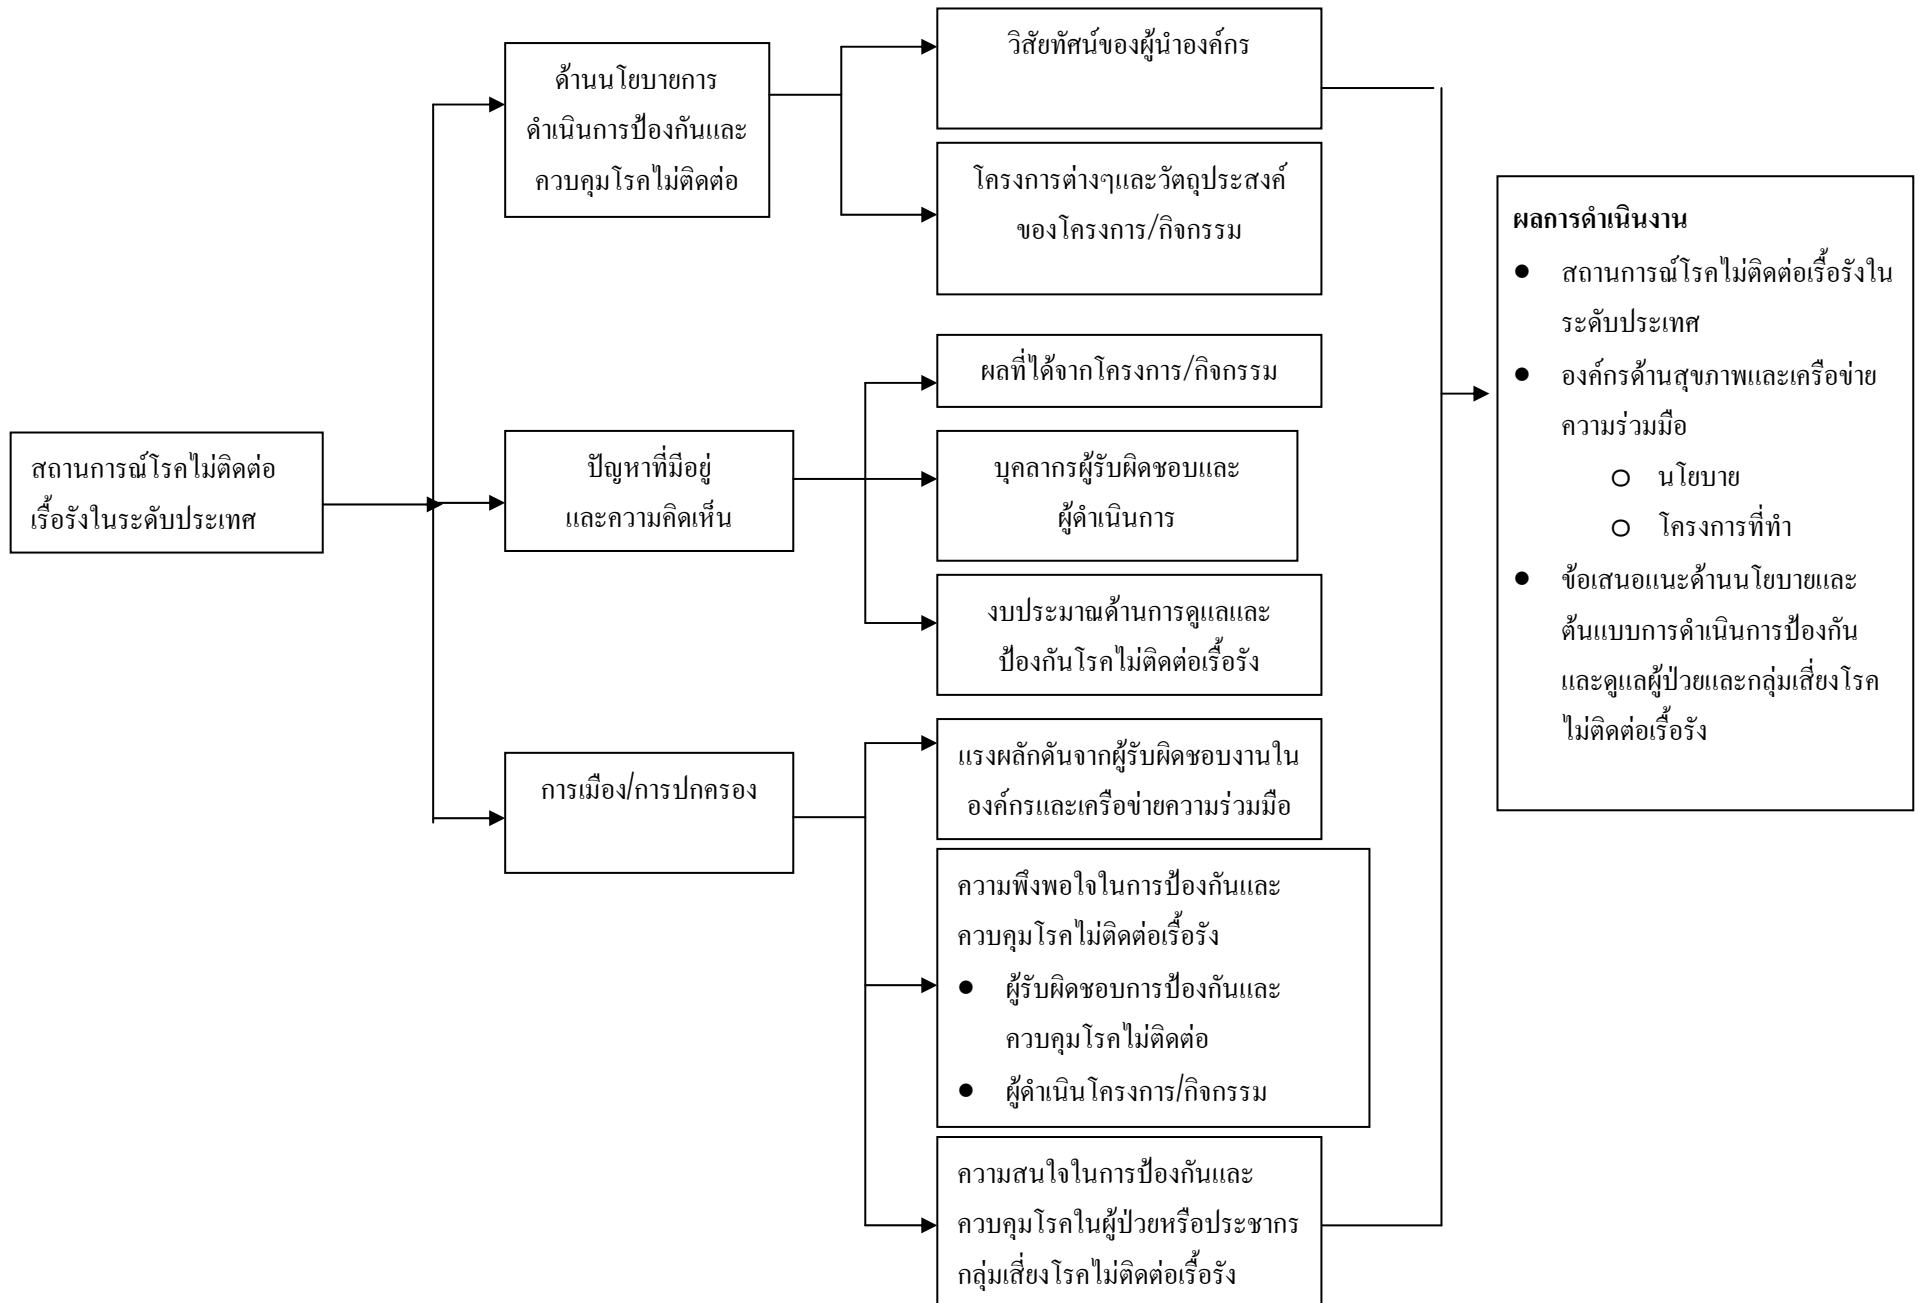 สถานการณ์โรคไม่ติดต่อ
เรื้อรังในระดับประเทศ
ด้านนโยบายการ
ดำเนินการป้องกันและ
ควบคุมโรคไม่ติดต่อ
ปัญหาที่มีอยู่
และความคิดเห็น
การเมือง/การปกครอง
วิสัยทัศน์ของผู้นำองค์กร
โครงการต่างๆและวัตถุประสงค์
ของโครงการ/กิจกรรม
ผลที่ได้จากโครงการ/กิจกรรม
บุคลากรผู้รับผิดชอบและ
ผู้ดำเนินการ
งบประมาณด้านการดูแลและ
ป้องกันโรคไม่ติดต่อเรื้อรัง
แรงผลักดันจากผู้รับผิดชอบงานใน
องค์กรและเครือข่ายความร่วมมือ
ความพึงพอใจในการป้องกันและ
ควบคุมโรคไม่ติดต่อเรื้อรัง
● ผู้รับผิดชอบการป้องกันและ
ควบคุมโรคไม่ติดต่อ
● ผู้ดำเนินโครงการ/กิจกรรม
ความสนใจในการป้องกันและ
ควบคุมโรคในผู้ป่วยหรือประชากร
กลุ่มเสี่ยงโรคไม่ติดต่อเรื้อรัง
ผลการดำเนินงาน
● สถานการณ์โรคไม่ติดต่อเรื้อรังใน
ระดับประเทศ
● องค์กรด้านสุขภาพและเครือข่าย
ความร่วมมือ
o นโยบาย
o โครงการที่ทำ
● ข้อเสนอแนะด้านนโยบายและ
ต้นแบบการดำเนินการป้องกัน
และดูแลผู้ป่วยและกลุ่มเสี่ยงโรค
ไม่ติดต่อเรื้อรัง